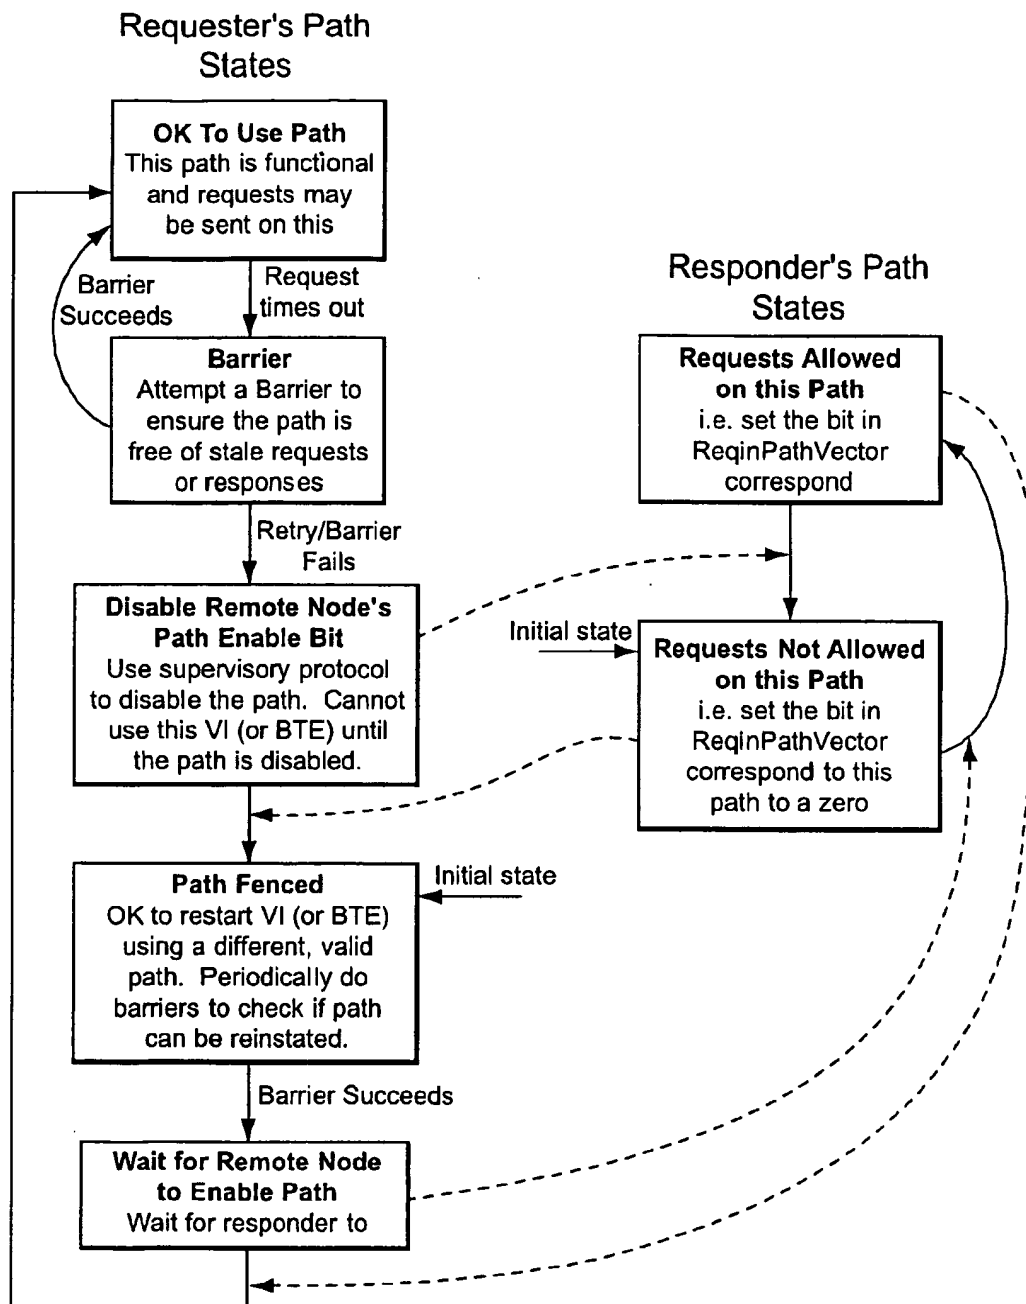 Requester's Path
States
OK To Use Path
This path is functional
and requests may
be sent on this
Barrier
Succeeds
Request
times out
Barrier
Attempt a Barrier to
ensure the path is
free of stale requests
or responses
Retry/Barrier
Fails
Disable Remote Node's
Path Enable Bit
Use supervisory protocol
to disable the path. Cannot
use this VI (or BTE) until
the path is disabled.
Path Fenced
OK to restart VI (or BTE)
using a different, valid
path. Periodically do
barriers to check if path
can be reinstated.
Initial state
Barrier Succeeds
Wait for Remote Node
to Enable Path
Wait for responder to
Responder's Path
States
Requests Allowed
on this Path
i.e. set the bit in
ReqinPathVector
correspond
Initial state
Requests Not Allowed
on this Path
i.e. set the bit in
ReqinPathVector
correspond to this
path to a zero